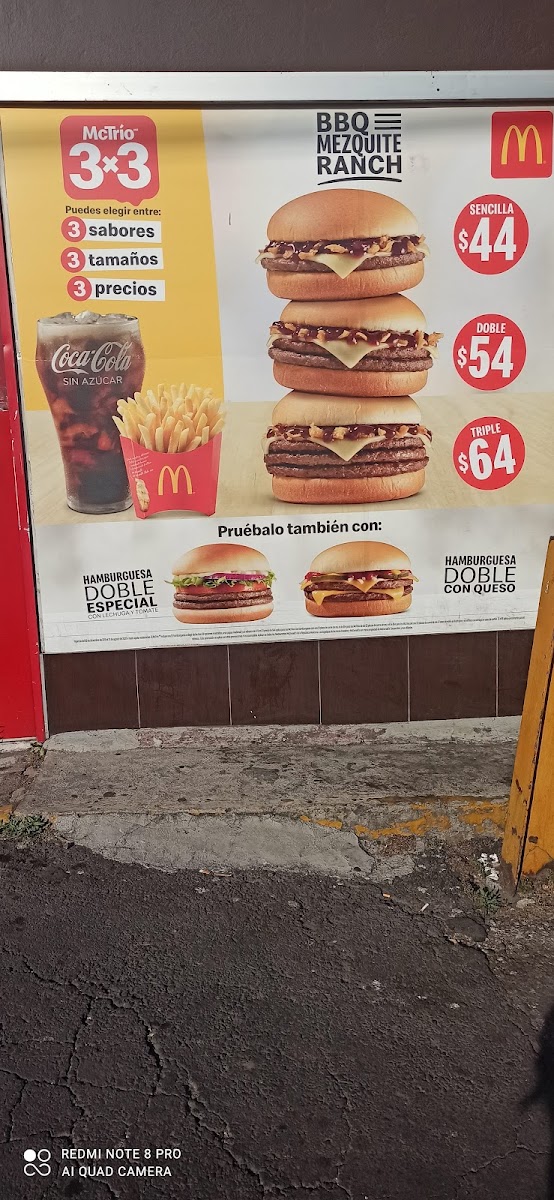 McTrío™
3x3
Puedes elegir entre:
3 sabores
3 tamaños
3 precios
Coca-Cola
SIN AZÚCAR
BBQ
MEZQUITE
RANCH
SENCILLA
$44
DOBLE
$54
TRIPLE
$64
Pruébalo también con:
HAMBURGUESA
DOBLE
ESPECIAL
CON LECHUGA Y TOMATE
HAMBURGUESA
DOBLE
CON QUESO
REDMI NOTE 8 PRO
AI QUAD CAMERA